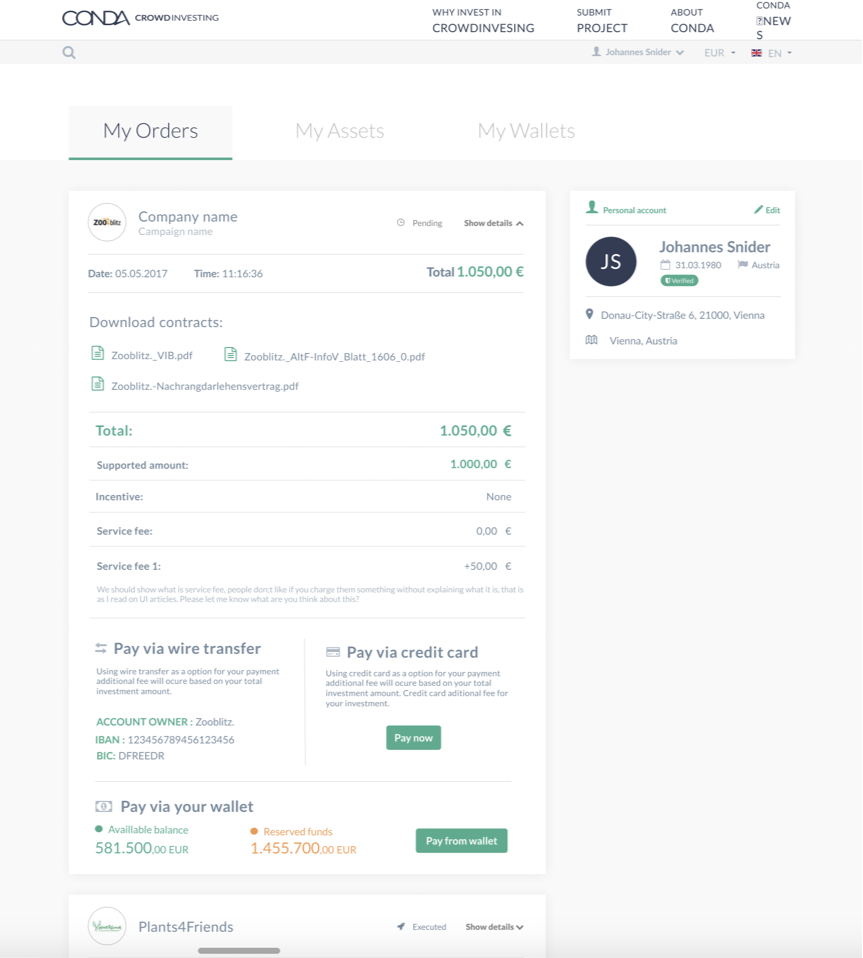 CONDA CROWDINVESTING
WHY INVEST IN
CROWDINVESING
SUBMIT
PROJECT
ABOUT
CONDA
CONDA
NEW
S
Johannes Snider
EUR
EN
My Orders
My Assets
My Wallets
ZOOblitz
Company name
Campaign name
Pending
Show details
Date: 05.05.2017
Time: 11:16:36
Total 1.050,00 €
Download contracts:
Zooblitz._VIB.pdf
Zooblitz._AltF-InfoV_Blatt_1606_0.pdf
Zooblitz.-Nachrangdarlehensvertrag.pdf
Total: 1.050,00 €
Supported amount: 1.000,00 €
Incentive: None
Service fee: 0,00 €
Service fee 1: +50,00 €
We should show what is service fee, people don;t like if you charge them something without explaining what it is, that is
as I read on UI articles. Please let me know what are you think about this?
Pay via wire transfer
Using wire transfer as a option for your payment
additional fee will ocure based on your total
investment amount.
ACCOUNT OWNER : Zooblitz.
IBAN : 123456789456123456
BIC: DFREEDR
Pay via credit card
Using credit card as a option for your payment
additional fee will ocure based on your total
investment amount. Credit card aditional fee for
your investment.
Pay now
Pay via your wallet
Availlable balance
581.500,00 EUR
Reserved funds
1.455.700,00 EUR
Pay from wallet
Plants4Friends
Executed
Show details
Personal account
Edit
JS
Johannes Snider
31.03.1980
Austria
Verified
Donau-City-Straße 6, 21000, Vienna
Vienna, Austria